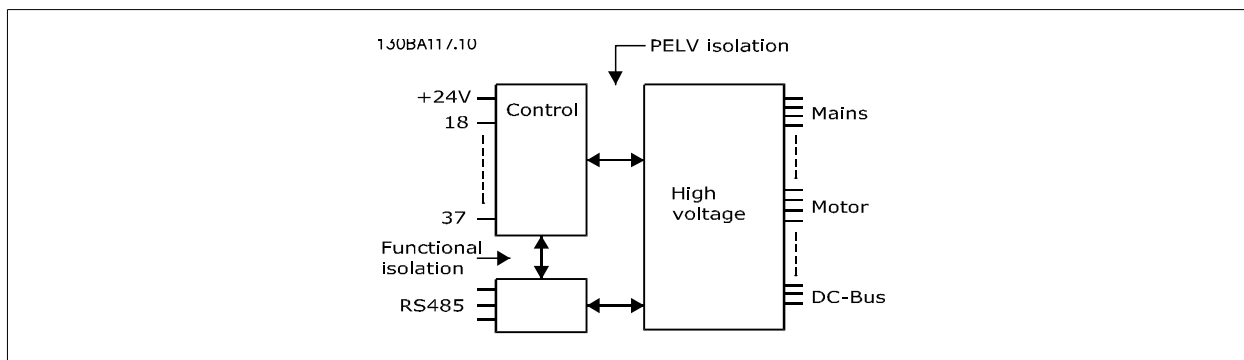 130BA117.10
PELV isolation
+24V
Control
18
Mains
High
voltage
37
Motor
Functional
isolation
RS485
DC-Bus